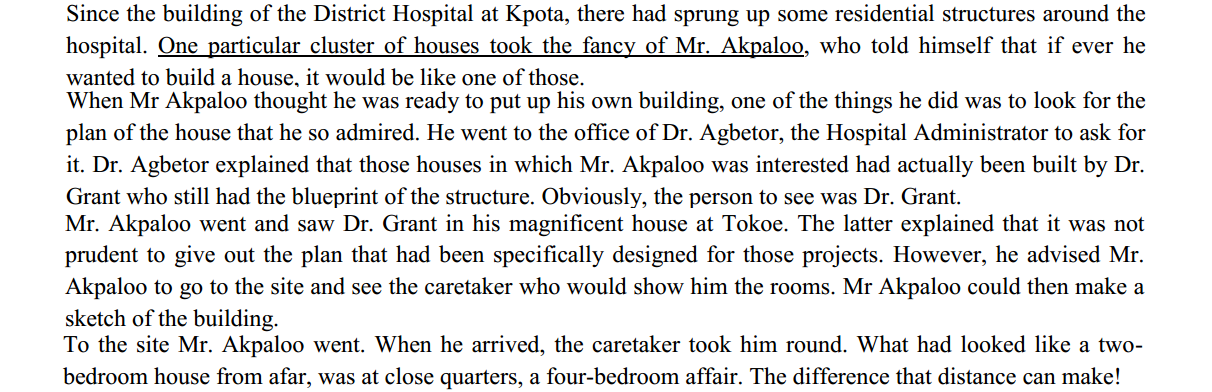 Since the building of the District Hospital at Kpota, there had sprung up some residential structures around the
hospital. One particular cluster of houses took the fancy of Mr. Akpaloo, who told himself that if ever he
wanted to build a house, it would be like one of those.
When Mr Akpaloo thought he was ready to put up his own building, one of the things he did was to look for the
plan of the house that he so admired. He went to the office of Dr. Agbetor, the Hospital Administrator to ask for
it. Dr. Agbetor explained that those houses in which Mr. Akpaloo was interested had actually been built by Dr.
Grant who still had the blueprint of the structure. Obviously, the person to see was Dr. Grant.
Mr. Akpaloo went and saw Dr. Grant in his magnificent house at Tokoe. The latter explained that it was not
prudent to give out the plan that had been specifically designed for those projects. However, he advised Mr.
Akpaloo to go to the site and see the caretaker who would show him the rooms. Mr Akpaloo could then make a
sketch of the building.
To the site Mr. Akpaloo went. When he arrived, the caretaker took him round. What had looked like a two-
bedroom house from afar, was at close quarters, a four-bedroom affair. The difference that distance can make!